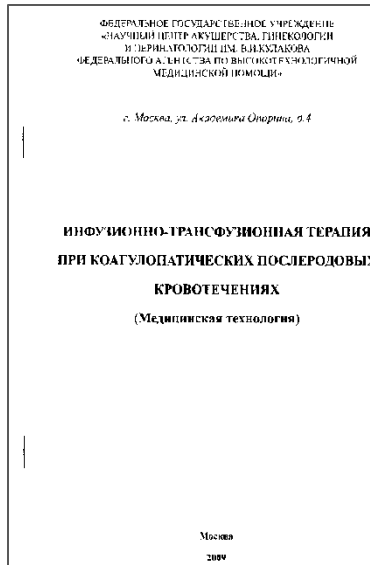 ФЕДЕРАЛЬНОЕ ГОСУДАРСТВЕННОЕ УЧРЕЖДЕНИЕ
«НАУЧНЫЙ ЦЕНТР АКУШЕРСТВА, ГИНЕКОЛОГИИ
И ПЕРИНАТОЛОГИИ ИМ. В.И.КУЛАКОВА
ФЕДЕРАЛЬНОГО АГЕНТСТВА ПО ВЫСОКОТЕХНОЛОГИЧНОЙ
МЕДИЦИНСКОЙ ПОМОЩИ»
г. Москва, ул. Академика Опарина, д.4
ИНФУЗИОННО-ТРАНСФУЗИОННАЯ ТЕРАПИЯ
ПРИ КОАГУЛОПАТИЧЕСКИХ ПОСЛЕРОДОВЫХ
КРОВОТЕЧЕНИЯХ
(Медицинская технология)
Москва
2009